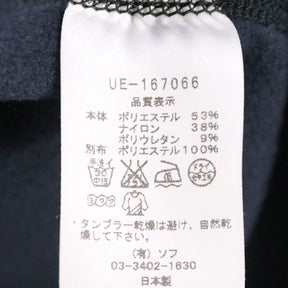 UE-167066
品質表示
本体 ポリエステル 53%
ナイロン 38%
ポリウレタン 9%
別布 ポリエステル 100%
・タンブラー乾燥は避け、自然乾
燥して下さい。
(有) ソフ
03-3402-1630
日本製